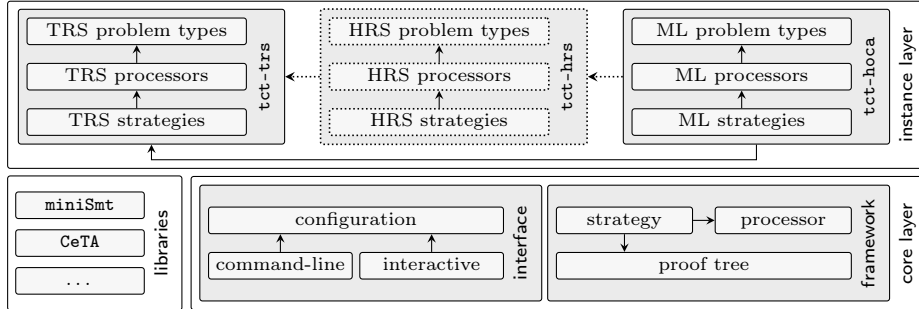 TRS problem types
TRS processors
TRS strategies
tct-trs
HRS problem types
HRS processors
HRS strategies
tct-hrs
ML problem types
ML processors
ML strategies
tct-hoca
instance layer
miniSmt
CeTA
...
libraries
configuration
command-line
interactive
interface
strategy
processor
proof tree
framework
core layer